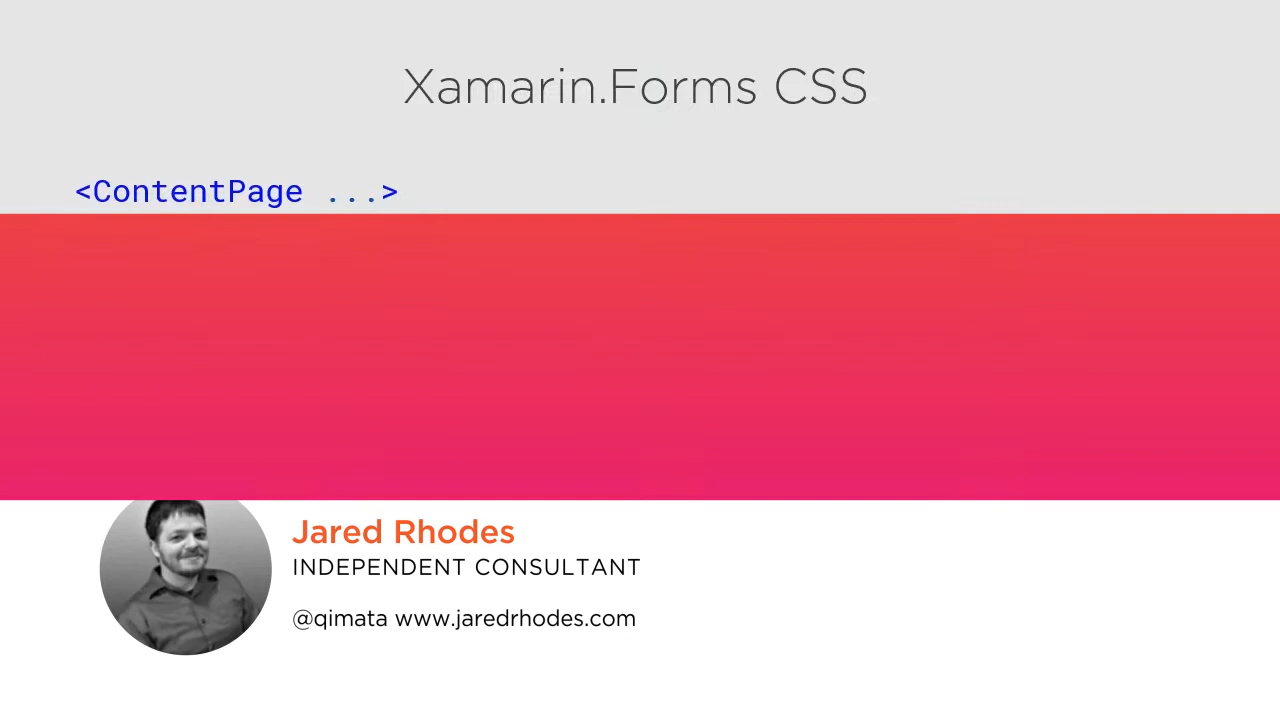 Xamarin.Forms CSS
<ContentPage ...>
Jared Rhodes
INDEPENDENT CONSULTANT
@qimata www.jaredrhodes.com